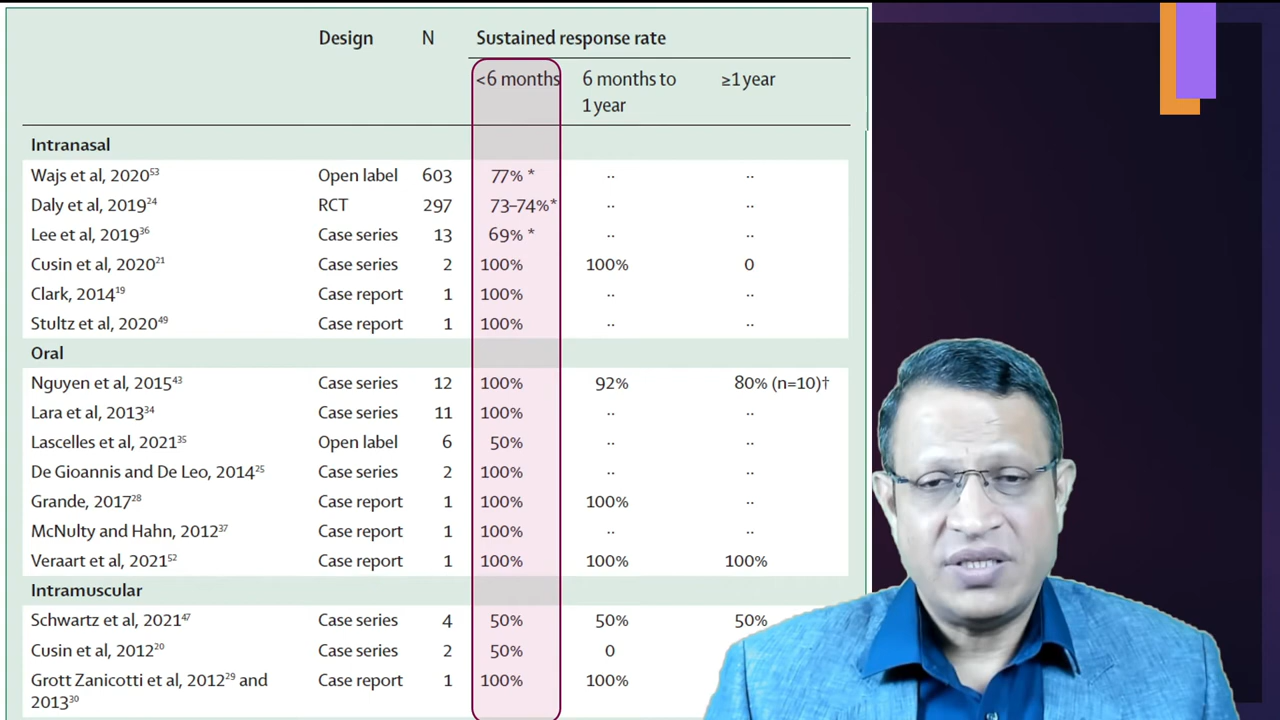 Design N Sustained response rate
<6 months 6 months to 1 year ≥1 year
Intranasal
Wajs et al, 2020⁵³ Open label 603 77% * ·· ··
Daly et al, 2019²⁴ RCT 297 73–74%* ·· ··
Lee et al, 2019³⁶ Case series 13 69% * ·· ··
Cusin et al, 2020²¹ Case series 2 100% 100% 0
Clark, 2014¹⁹ Case report 1 100% ·· ··
Stultz et al, 2020⁴⁹ Case report 1 100% ·· ··
Oral
Nguyen et al, 2015⁴³ Case series 12 100% 92% 80% (n=10)†
Lara et al, 2013³⁴ Case series 11 100% ·· ··
Lascelles et al, 2021³⁵ Open label 6 50% ·· ··
De Gioannis and De Leo, 2014²⁵ Case series 2 100% ·· ··
Grande, 2017²⁸ Case report 1 100% 100% ··
McNulty and Hahn, 2012³⁷ Case report 1 100% ·· ··
Veraart et al, 2021⁵² Case report 1 100% 100% 100%
Intramuscular
Schwartz et al, 2021⁴⁷ Case series 4 50% 50% 50%
Cusin et al, 2012²⁰ Case series 2 50% 0
Grott Zanicotti et al, 2012²⁹ and Case report 1 100% 100%
2013³⁰